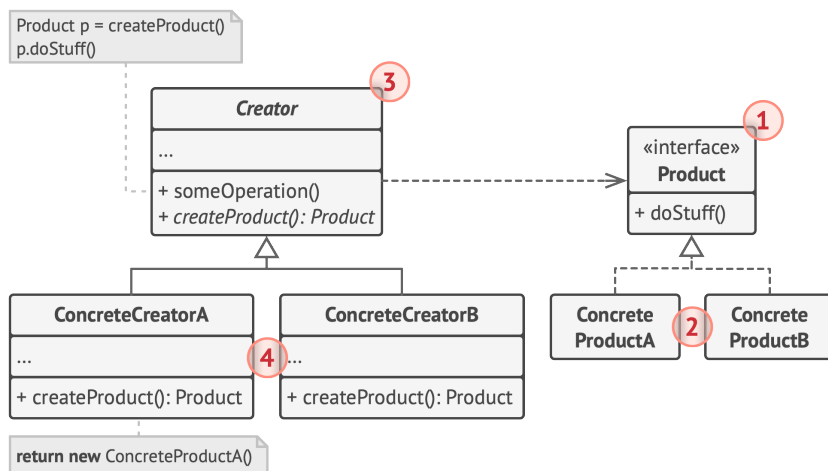 Product p = createProduct()
p.doStuff()
3
Creator
...
+ someOperation()
+ createProduct(): Product
1
«interface»
Product
+ doStuff()
ConcreteCreatorA
...
+ createProduct(): Product
4
ConcreteCreatorB
...
+ createProduct(): Product
Concrete
ProductA
2
Concrete
ProductB
return new ConcreteProductA()